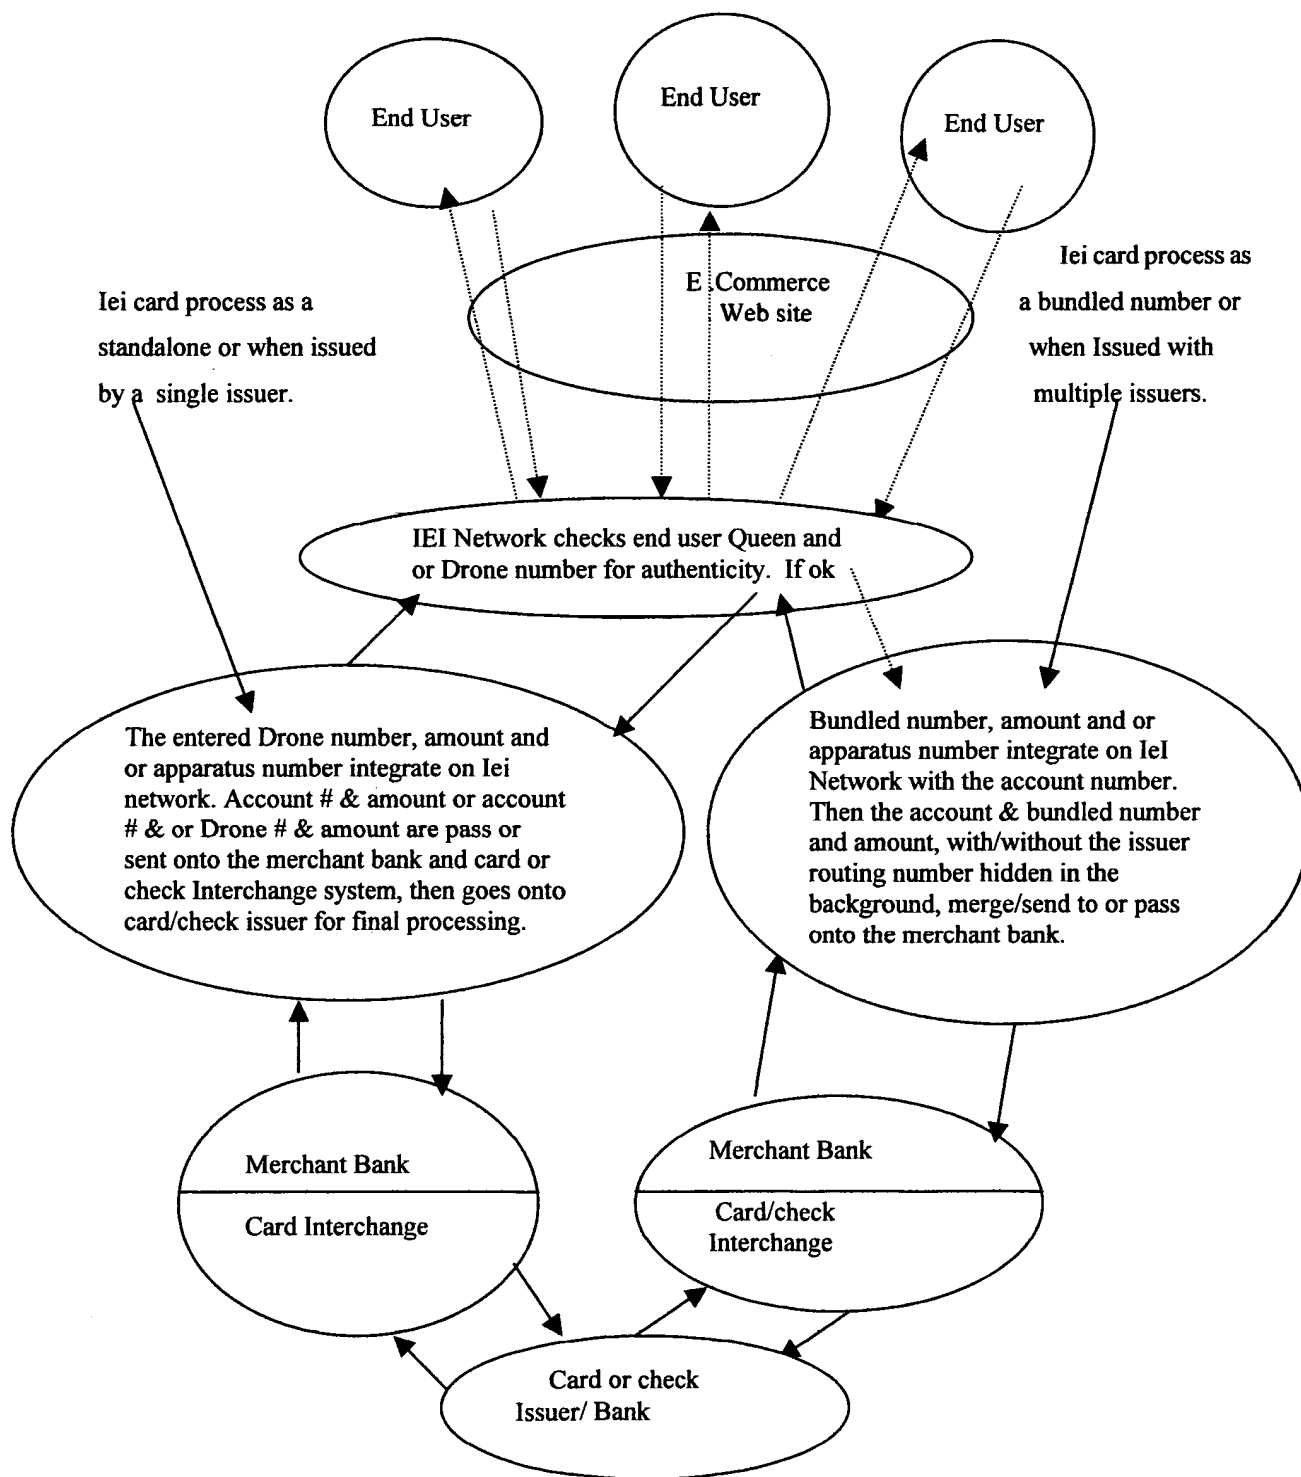 End User
End User
End User
E .Commerce
Web site
Iei card process as a
standalone or when issued
by a single issuer.
Iei card process as
a bundled number or
when Issued with
multiple issuers.
IEI Network checks end user Queen and
or Drone number for authenticity. If ok
The entered Drone number, amount and
or apparatus number integrate on Iei
network. Account # & amount or account
# & or Drone # & amount are pass or
sent onto the merchant bank and card or
check Interchange system, then goes onto
card/check issuer for final processing.
Bundled number, amount and or
apparatus number integrate on IeI
Network with the account number.
Then the account & bundled number
and amount, with/without the issuer
routing number hidden in the
background, merge/send to or pass
onto the merchant bank.
Merchant Bank
Card Interchange
Merchant Bank
Card/check
Interchange
Card or check
Issuer/ Bank